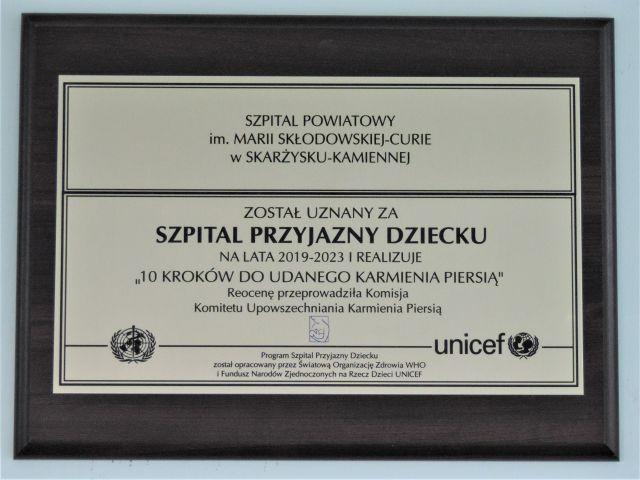 SZPITAL POWIATOWY
im. MARII SKŁODOWSKIEJ-CURIE
w SKARŻYSKU-KAMIENNEJ
ZOSTAŁ UZNANY ZA
SZPITAL PRZYJAZNY DZIECKU
NA LATA 2019-2023 I REALIZUJE
„10 KROKÓW DO UDANEGO KARMIENIA PIERSIĄ"
Reocenę przeprowadziła Komisja
Komitetu Upowszechniania Karmienia Piersią
unicef
Program Szpital Przyjazny Dziecku
został opracowany przez Światową Organizację Zdrowia WHO
i Fundusz Narodów Zjednoczonych na Rzecz Dzieci UNICEF